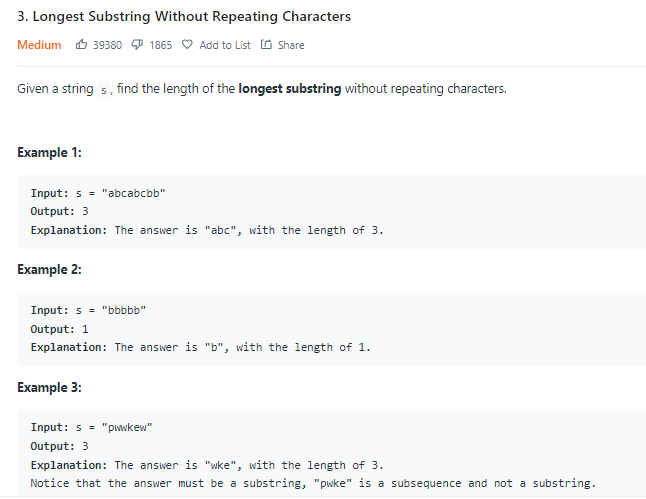 3. Longest Substring Without Repeating Characters
Medium 39380 1865 Add to List Share
Given a string s, find the length of the longest substring without repeating characters.
Example 1:
Input: s = "abcabcbb"
Output: 3
Explanation: The answer is "abc", with the length of 3.
Example 2:
Input: s = "bbbbb"
Output: 1
Explanation: The answer is "b", with the length of 1.
Example 3:
Input: s = "pwwkew"
Output: 3
Explanation: The answer is "wke", with the length of 3.
Notice that the answer must be a substring, "pwke" is a subsequence and not a substring.